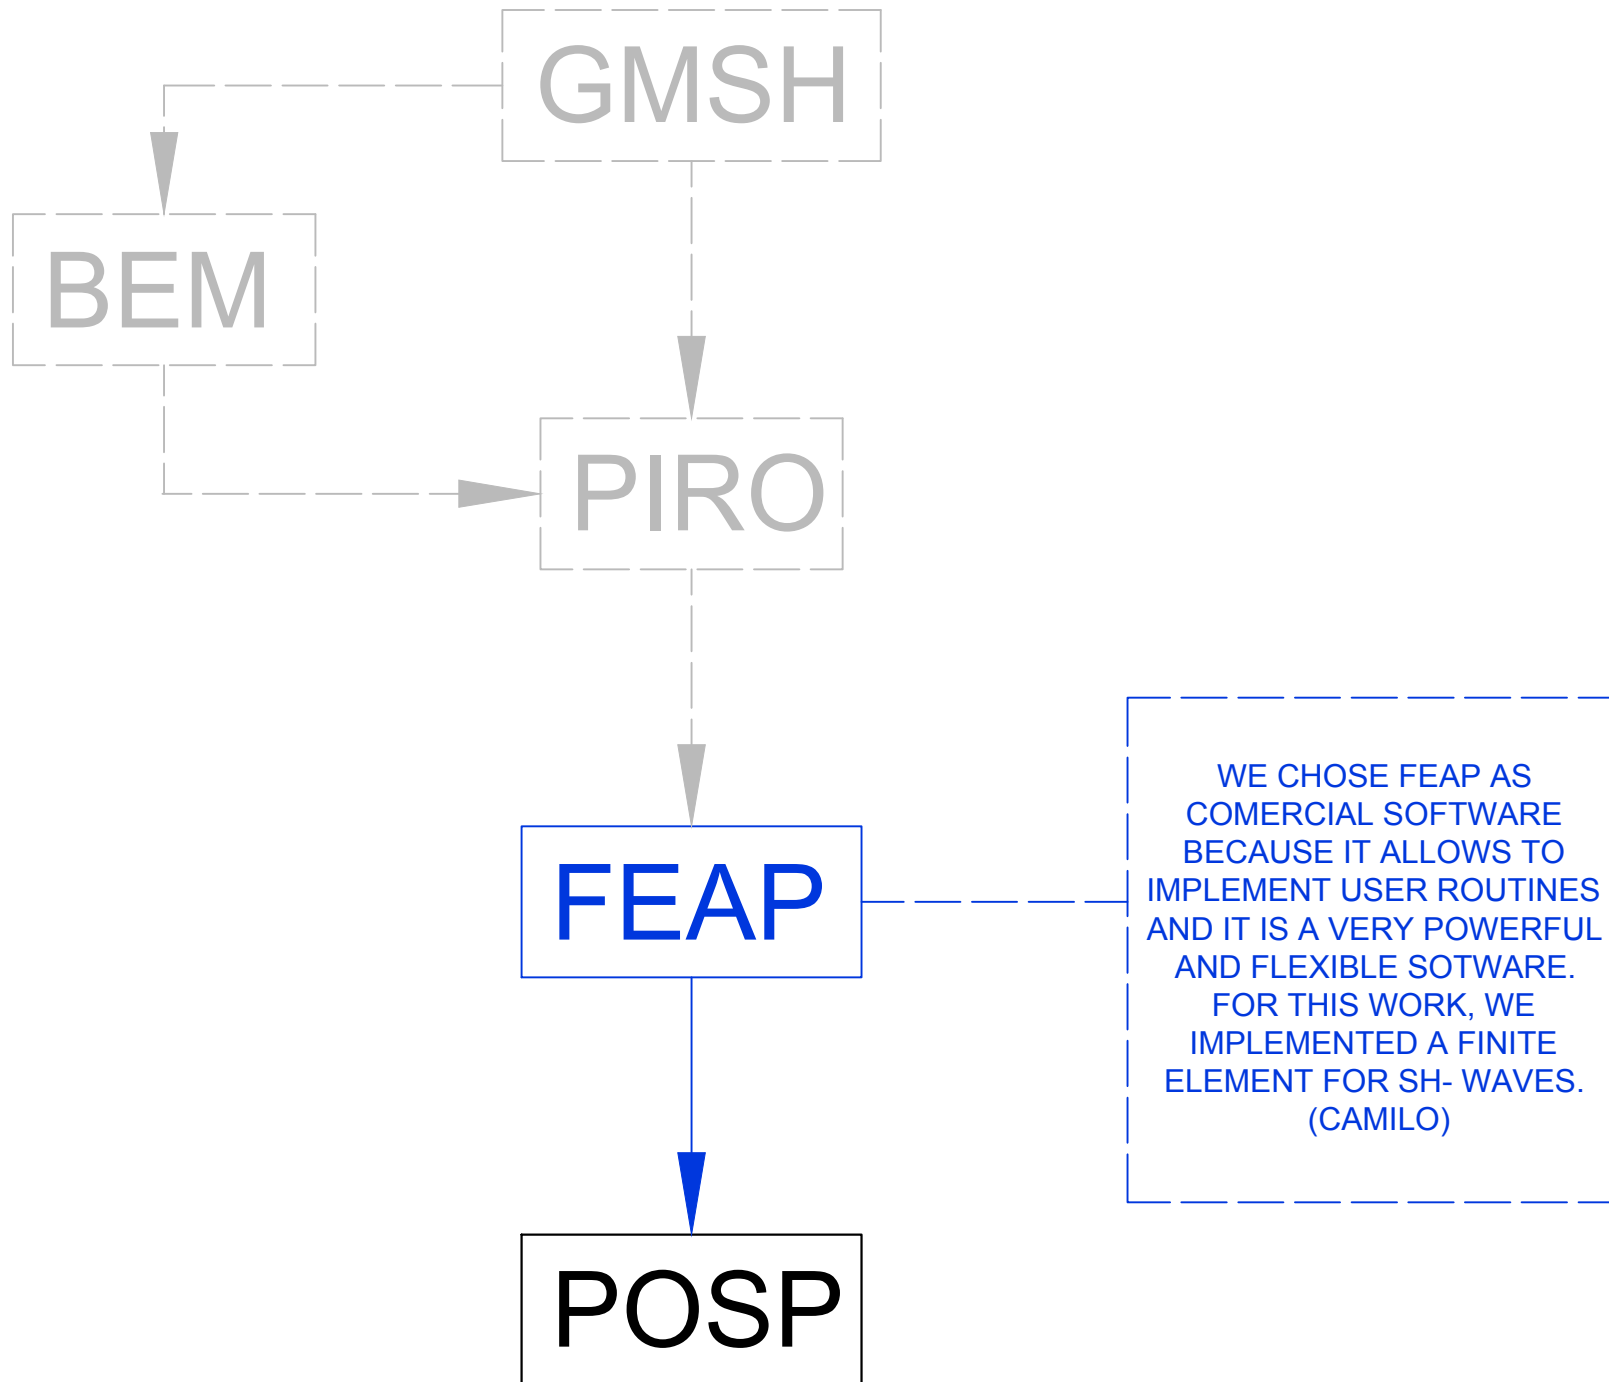 GMSH
BEM
PIRO
FEAP
WE CHOSE FEAP AS
COMERCIAL SOFTWARE
BECAUSE IT ALLOWS TO
IMPLEMENT USER ROUTINES
AND IT IS A VERY POWERFUL
AND FLEXIBLE SOTWARE.
FOR THIS WORK, WE
IMPLEMENTED A FINITE
ELEMENT FOR SH- WAVES.
(CAMILO)
POSP